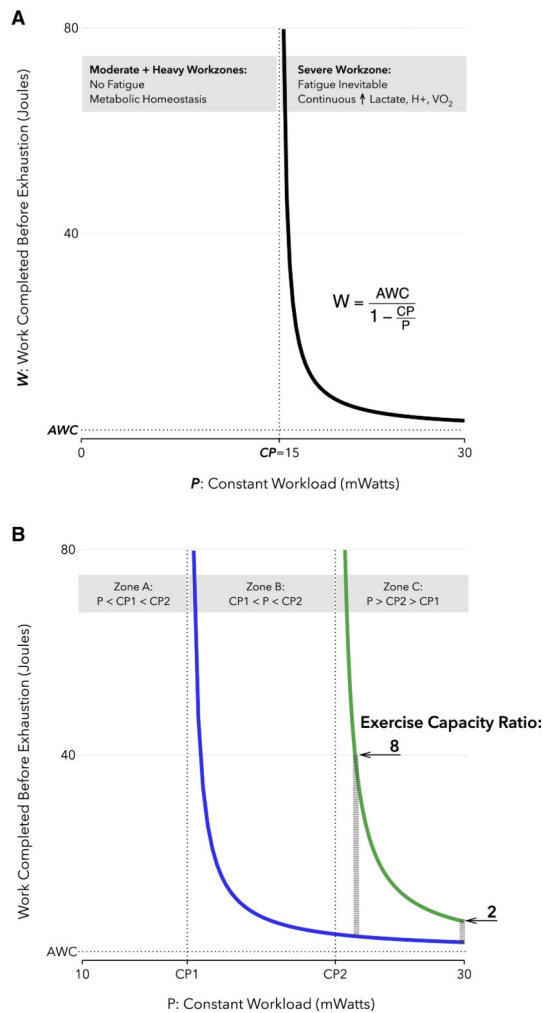 A
80
Moderate + Heavy Workzones:
No Fatigue
Metabolic Homeostasis
Severe Workzone:
Fatigue Inevitable
Continuous ↑ Lactate, H+, VO₂
W: Work Completed Before Exhaustion (Joules)
40
W = AWC / (1 − CP/P)
AWC
0
CP=15
30
P: Constant Workload (mWatts)
B
80
Zone A:
P < CP1 < CP2
Zone B:
CP1 < P < CP2
Zone C:
P > CP2 > CP1
Work Completed Before Exhaustion (Joules)
Exercise Capacity Ratio:
8
40
2
AWC
10
CP1
CP2
30
P: Constant Workload (mWatts)